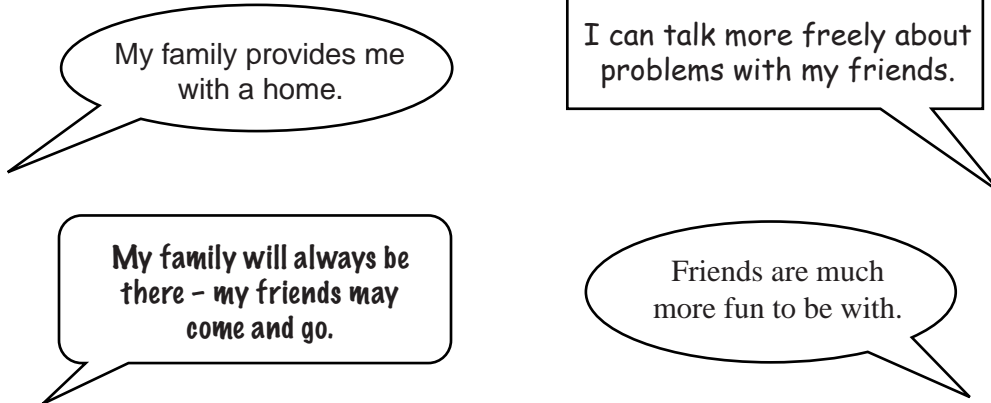 My family provides me
with a home.
I can talk more freely about
problems with my friends.
My family will always be
there – my friends may
come and go.
Friends are much
more fun to be with.